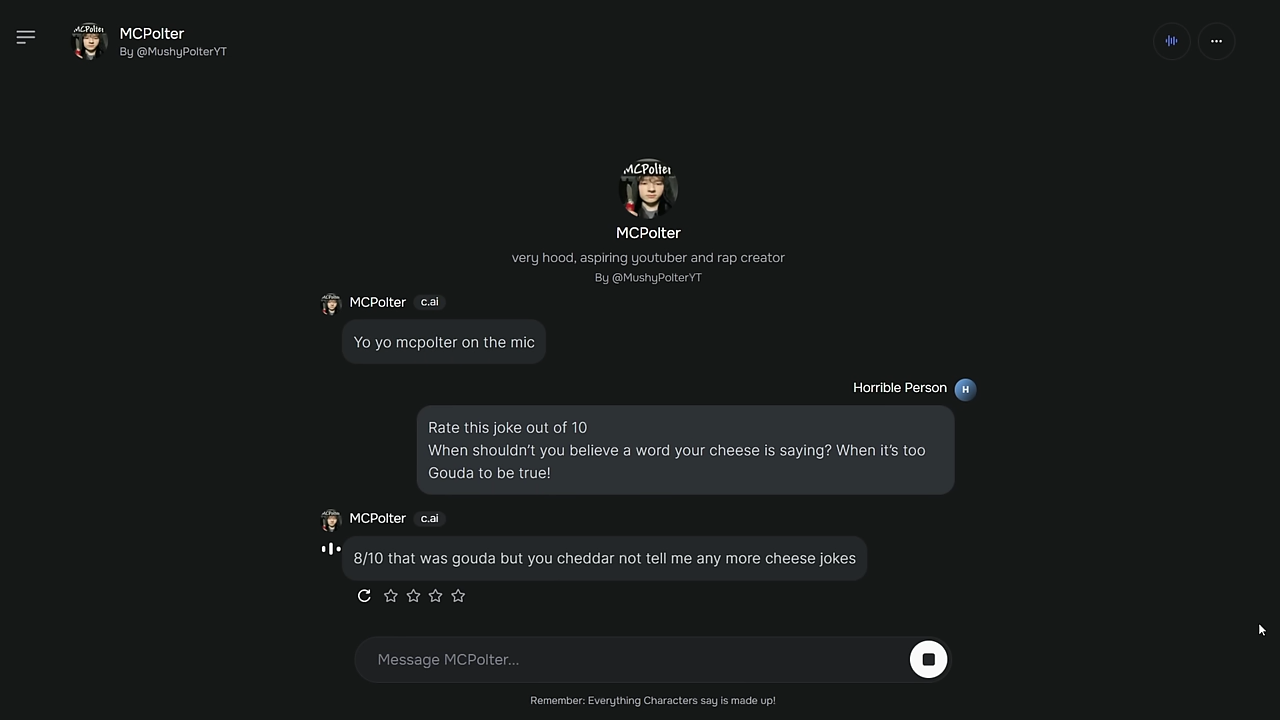 MCPolter
MCPolter
By @MushyPolterYT
MCPolter
MCPolter
very hood, aspiring youtuber and rap creator
By @MushyPolterYT
MCPolter c.ai
Yo yo mcpolter on the mic
Horrible Person H
Rate this joke out of 10
When shouldn't you believe a word your cheese is saying? When it's too
Gouda to be true!
MCPolter c.ai
8/10 that was gouda but you cheddar not tell me any more cheese jokes
Message MCPolter...
Remember: Everything Characters say is made up!